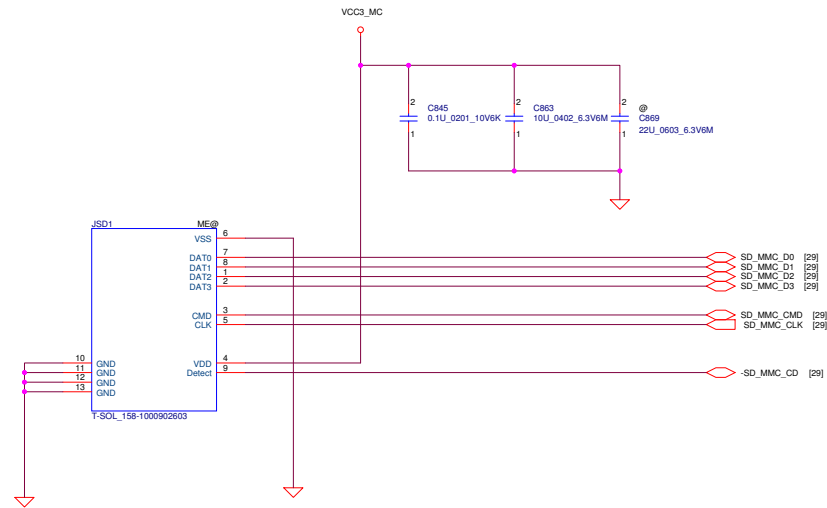 VCC3_MC
2
C845
0.1U_0201_10V6K
1
2
C863
10U_0402_6.3V6M
1
2
@
C869
22U_0603_6.3V6M
1
JSD1
ME@
VSS 6
DAT0 7 SD_MMC_D0 [29]
DAT1 8 SD_MMC_D1 [29]
DAT2 1 SD_MMC_D2 [29]
DAT3 2 SD_MMC_D3 [29]
CMD 3 SD_MMC_CMD [29]
CLK 5 SD_MMC_CLK [29]
10 GND VDD 4
11 GND Detect 9 -SD_MMC_CD [29]
12 GND
13 GND
T-SOL_158-1000902603